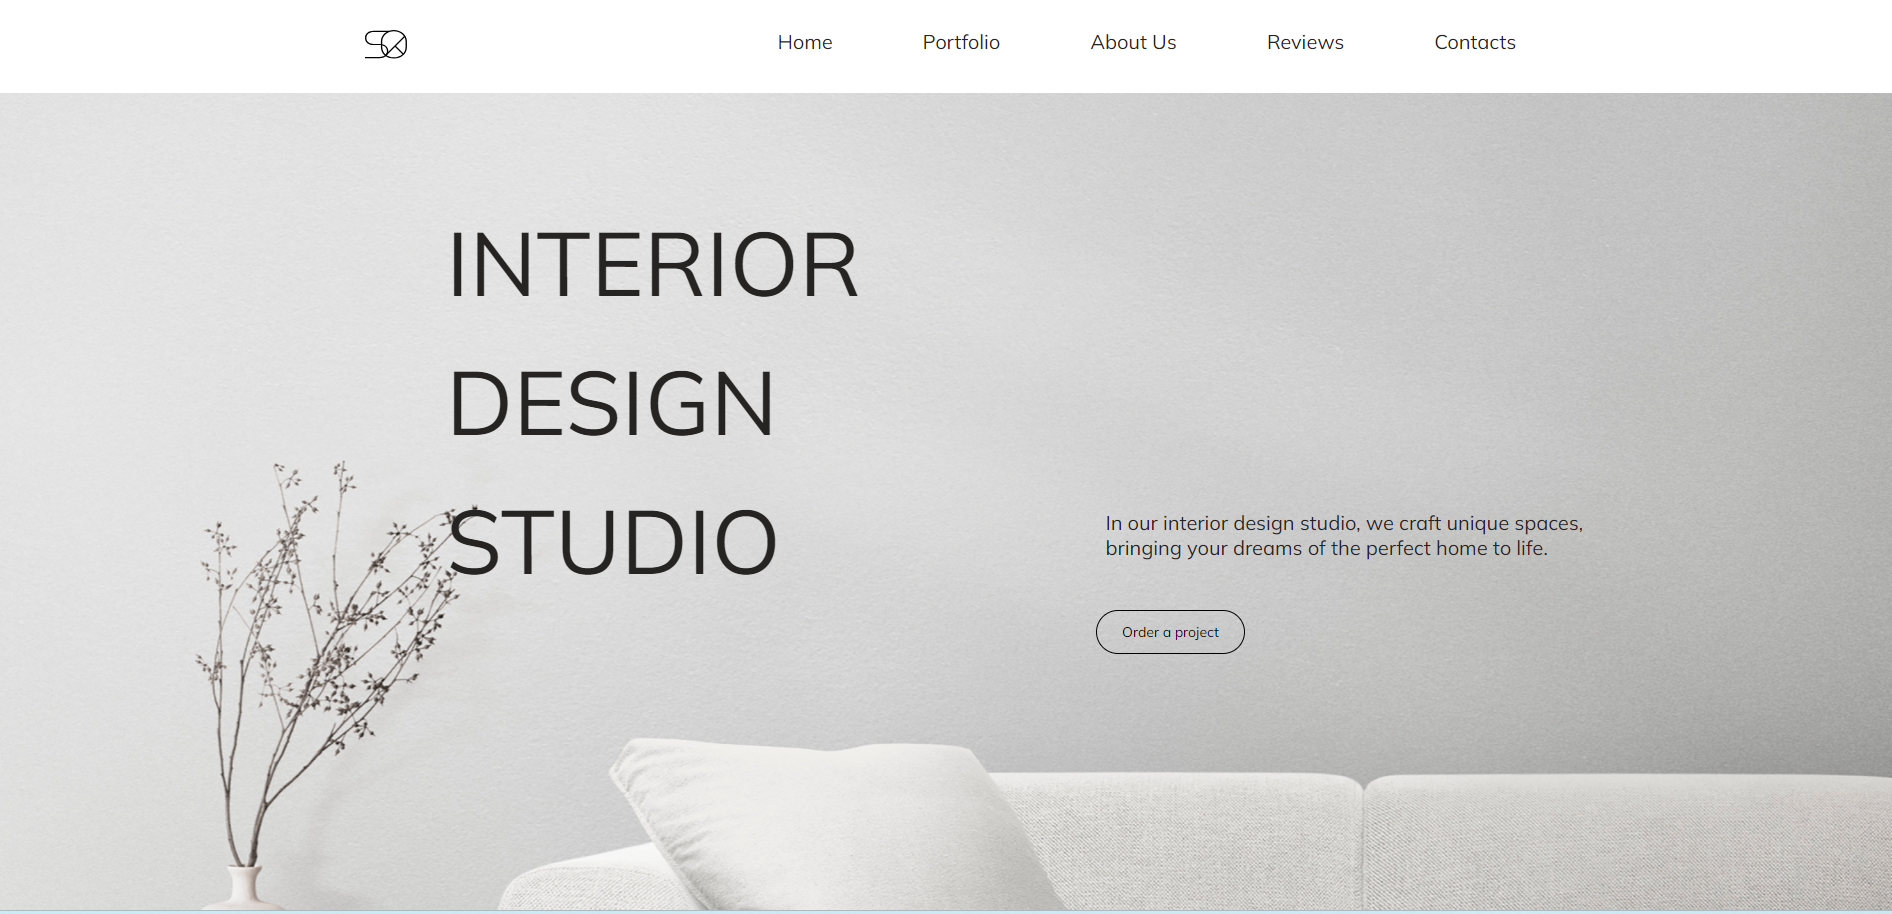 Home Portfolio About Us Reviews Contacts
INTERIOR
DESIGN
STUDIO
In our interior design studio, we craft unique spaces,
bringing your dreams of the perfect home to life.
Order a project